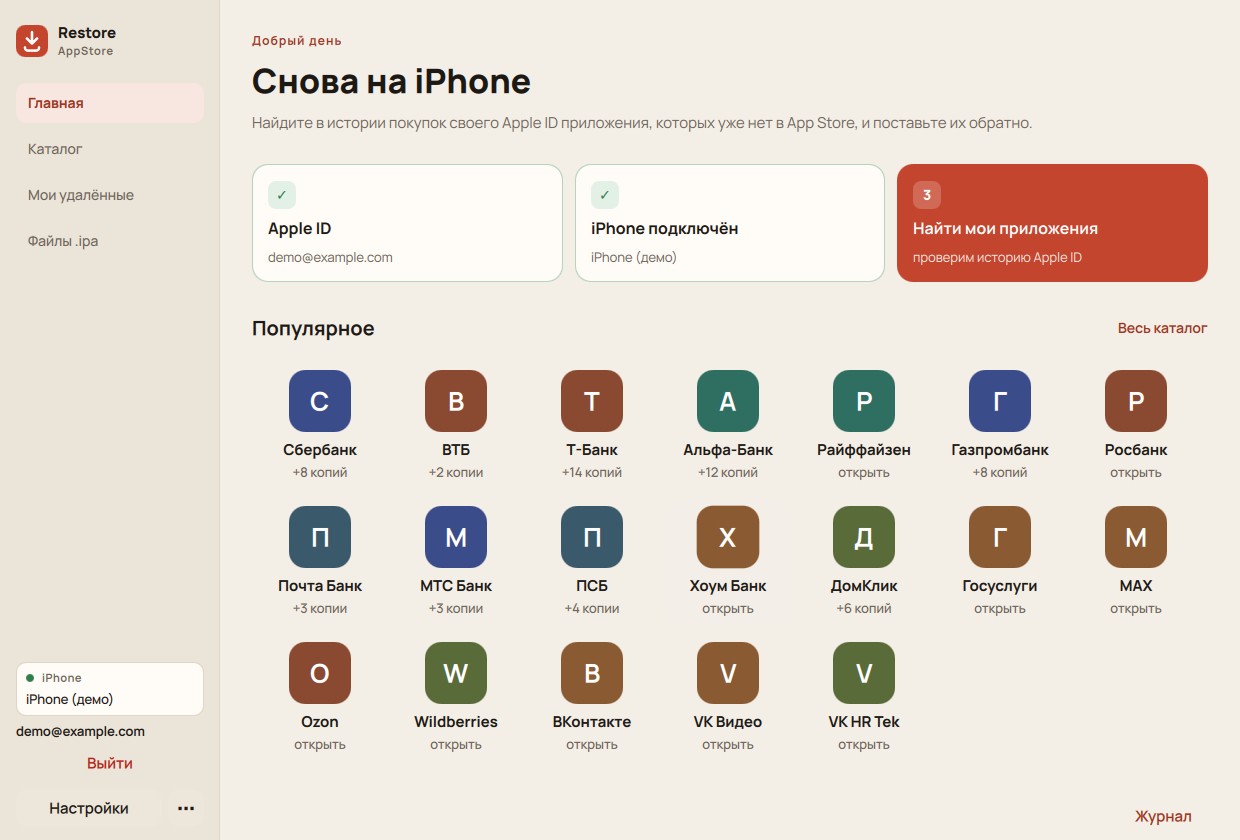 Restore
AppStore
Главная
Каталог
Мои удалённые
Файлы .ipa
iPhone
iPhone (демо)
demo@example.com
Выйти
Настройки
Добрый день
Снова на iPhone
Найдите в истории покупок своего Apple ID приложения, которых уже нет в App Store, и поставьте их обратно.
✓ ✓ 3
Apple ID iPhone подключён Найти мои приложения
demo@example.com iPhone (демо) проверим историю Apple ID
Популярное Весь каталог
С В Т А Р Г Р
Сбербанк ВТБ Т-Банк Альфа-Банк Райффайзен Газпромбанк Росбанк
+8 копий +2 копии +14 копий +12 копий открыть +8 копий открыть
П М П Х Д Г M
Почта Банк МТС Банк ПСБ Хоум Банк ДомКлик Госуслуги MAX
+3 копии +3 копии +4 копии открыть +6 копий открыть открыть
O W В V V
Ozon Wildberries ВКонтакте VK Видео VK HR Tek
открыть открыть открыть открыть открыть
Журнал